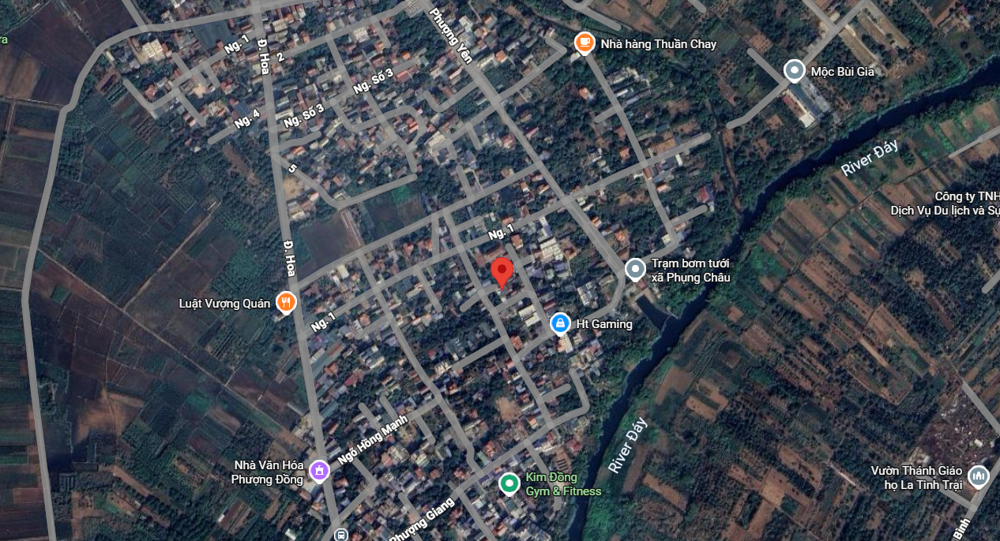 Phượng Yên
Ng. 1
Đ. Hoa
2
Nhà hàng Thuần Chay
Mộc Bùi Gia
Ng. Số 3
Ng. Số 3
Ng. 4
River Đáy
5
Công ty TNH
Dịch Vụ Du lịch và Sự
Ng. 1
Đ. Hoa
Trạm bơm tưới
xã Phụng Châu
Luật Vượng Quán
Ng. 1
Ht Gaming
Ngõ Hồng Mạnh
River Đáy
Nhà Văn Hóa
Phượng Đồng
Kim Đồng
Gym & Fitness
Vườn Thánh Giáo
họ La Tinh Trại
Phượng Giang
Bình